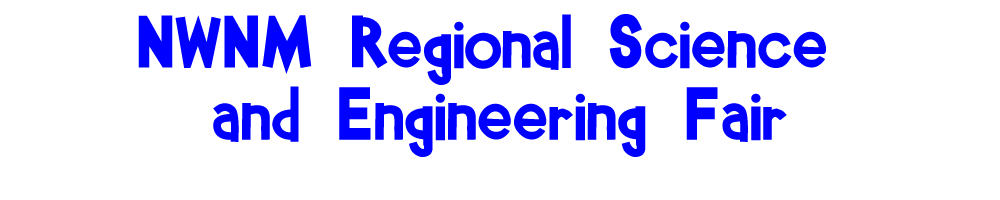 NWNM Regional Science
and Engineering Fair